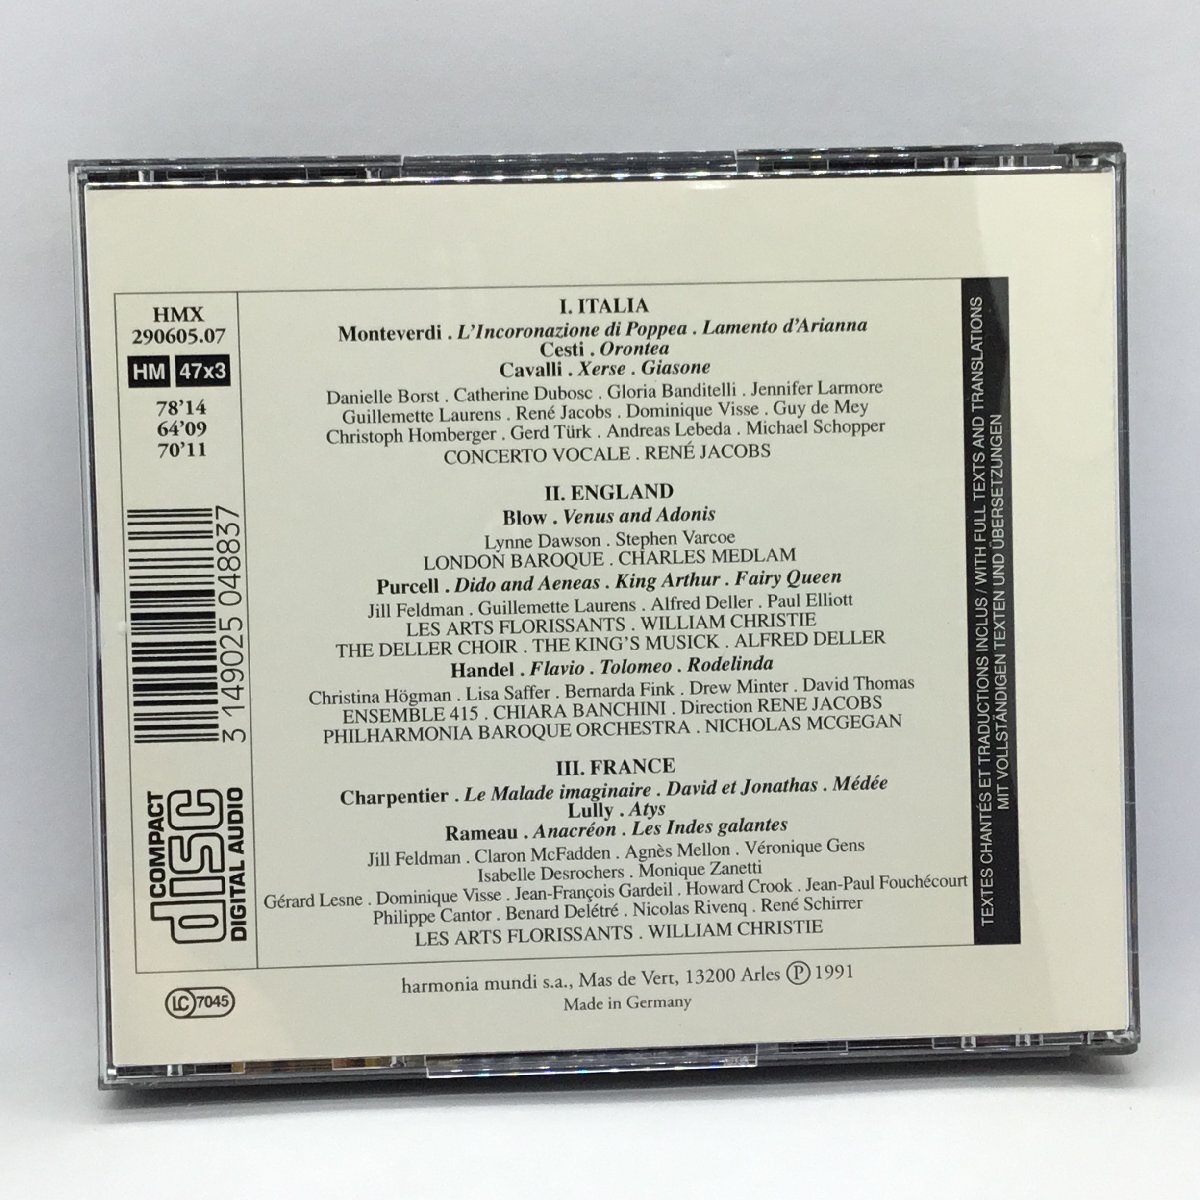 HMX
290605.07
HM 47x3
78'14
64'09
70'11
3 149025 048837
COMPACT
disc
DIGITAL AUDIO
LC 7045
I. ITALIA
Monteverdi . L'Incoronazione di Poppea . Lamento d'Arianna
Cesti . Orontea
Cavalli . Xerse . Giasone
Danielle Borst . Catherine Dubosc . Gloria Banditelli . Jennifer Larmore
Guillemette Laurens . René Jacobs . Dominique Visse . Guy de Mey
Christoph Homberger . Gerd Türk . Andreas Lebeda . Michael Schopper
CONCERTO VOCALE . RENÉ JACOBS
II. ENGLAND
Blow . Venus and Adonis
Lynne Dawson . Stephen Varcoe
LONDON BAROQUE . CHARLES MEDLAM
Purcell . Dido and Aeneas . King Arthur . Fairy Queen
Jill Feldman . Guillemette Laurens . Alfred Deller . Paul Elliott
LES ARTS FLORISSANTS . WILLIAM CHRISTIE
THE DELLER CHOIR . THE KING'S MUSICK . ALFRED DELLER
Handel . Flavio . Tolomeo . Rodelinda
Christina Högman . Lisa Saffer . Bernarda Fink . Drew Minter . David Thomas
ENSEMBLE 415 . CHIARA BANCHINI . Direction RENE JACOBS
PHILHARMONIA BAROQUE ORCHESTRA . NICHOLAS MCGEGAN
III. FRANCE
Charpentier . Le Malade imaginaire . David et Jonathas . Médée
Lully . Atys
Rameau . Anacréon . Les Indes galantes
Jill Feldman . Claron McFadden . Agnès Mellon . Véronique Gens
Isabelle Desrochers . Monique Zanetti
Gérard Lesne . Dominique Visse . Jean-François Gardeil . Howard Crook . Jean-Paul Fouchécourt
Philippe Cantor . Benard Delétré . Nicolas Rivenq . René Schirrer
LES ARTS FLORISSANTS . WILLIAM CHRISTIE
harmonia mundi s.a., Mas de Vert, 13200 Arles Ⓟ 1991
Made in Germany
TEXTES CHANTÉS ET TRADUCTIONS INCLUS / WITH FULL TEXTS AND TRANSLATIONS
MIT VOLLSTÄNDIGEN TEXTEN UND ÜBERSETZUNGEN